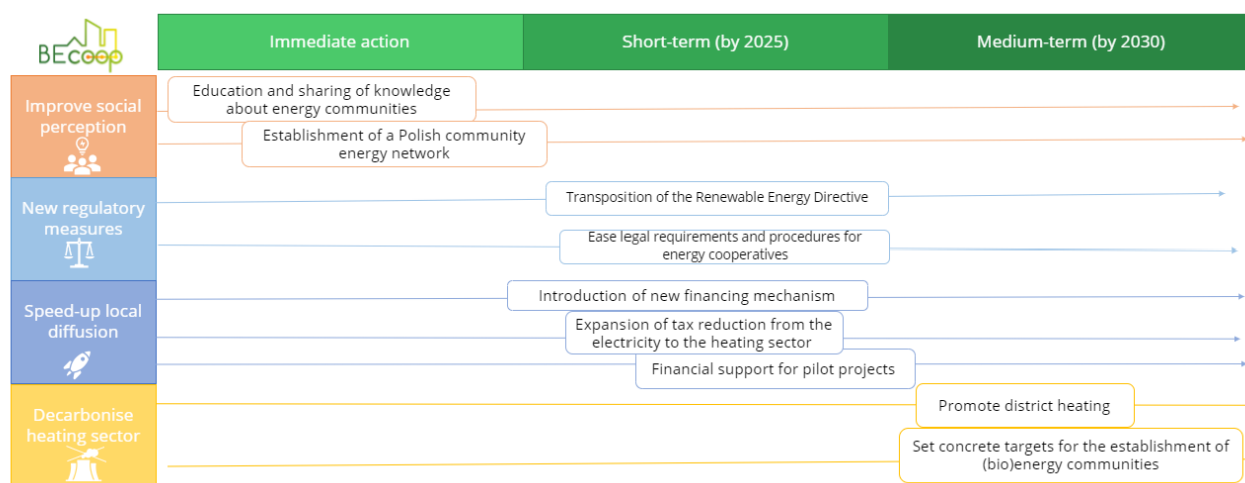 BECoop
Immediate action
Short-term (by 2025)
Medium-term (by 2030)
Improve social
perception
Education and sharing of knowledge
about energy communities
Establishment of a Polish community
energy network
New regulatory
measures
Transposition of the Renewable Energy Directive
Ease legal requirements and procedures for
energy cooperatives
Speed-up local
diffusion
Introduction of new financing mechanism
Expansion of tax reduction from the
electricity to the heating sector
Financial support for pilot projects
Decarbonise
heating sector
Promote district heating
Set concrete targets for the establishment of
(bio)energy communities